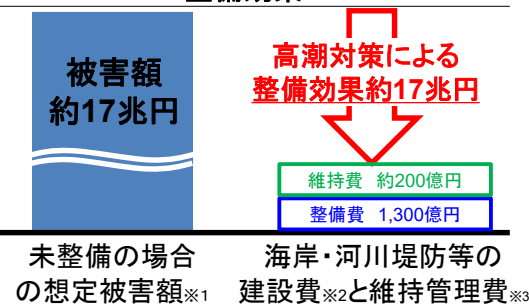 被害額
約17兆円
高潮対策による
整備効果約17兆円
維持費 約200億円
整備費 1,300億円
未整備の場合
の想定被害額※1
海岸・河川堤防等の
建設費※2と維持管理費※3